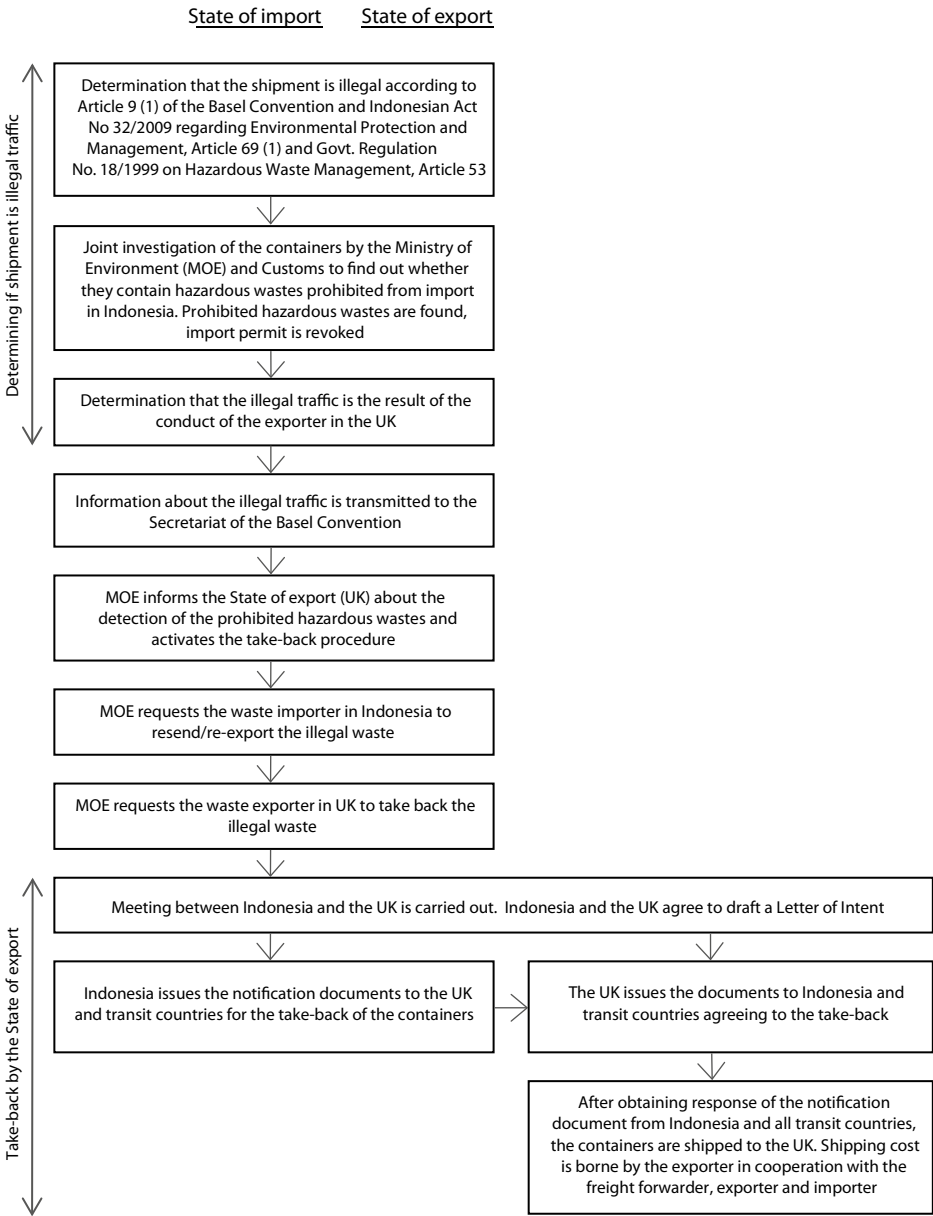 State of import
State of export
Determining if shipment is illegal traffic
Determination that the shipment is illegal according to
Article 9 (1) of the Basel Convention and Indonesian Act
No 32/2009 regarding Environmental Protection and
Management, Article 69 (1) and Govt. Regulation
No. 18/1999 on Hazardous Waste Management, Article 53
Joint investigation of the containers by the Ministry of
Environment (MOE) and Customs to find out whether
they contain hazardous wastes prohibited from import
in Indonesia. Prohibited hazardous wastes are found,
import permit is revoked
Determination that the illegal traffic is the result of the
conduct of the exporter in the UK
Information about the illegal traffic is transmitted to the
Secretariat of the Basel Convention
MOE informs the State of export (UK) about the
detection of the prohibited hazardous wastes and
activates the take-back procedure
MOE requests the waste importer in Indonesia to
resend/re-export the illegal waste
MOE requests the waste exporter in UK to take back the
illegal waste
Take-back by the State of export
Meeting between Indonesia and the UK is carried out. Indonesia and the UK agree to draft a Letter of Intent
Indonesia issues the notification documents to the UK
and transit countries for the take-back of the containers
The UK issues the documents to Indonesia and
transit countries agreeing to the take-back
After obtaining response of the notification
document from Indonesia and all transit countries,
the containers are shipped to the UK. Shipping cost
is borne by the exporter in cooperation with the
freight forwarder, exporter and importer